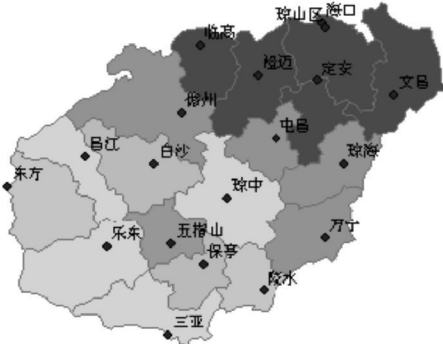 琼山区
海口
临高
澄迈
定安
文昌
儋州
屯昌
昌江
白沙
琼海
东方
琼中
乐东
五指山
万宁
保亭
陵水
三亚